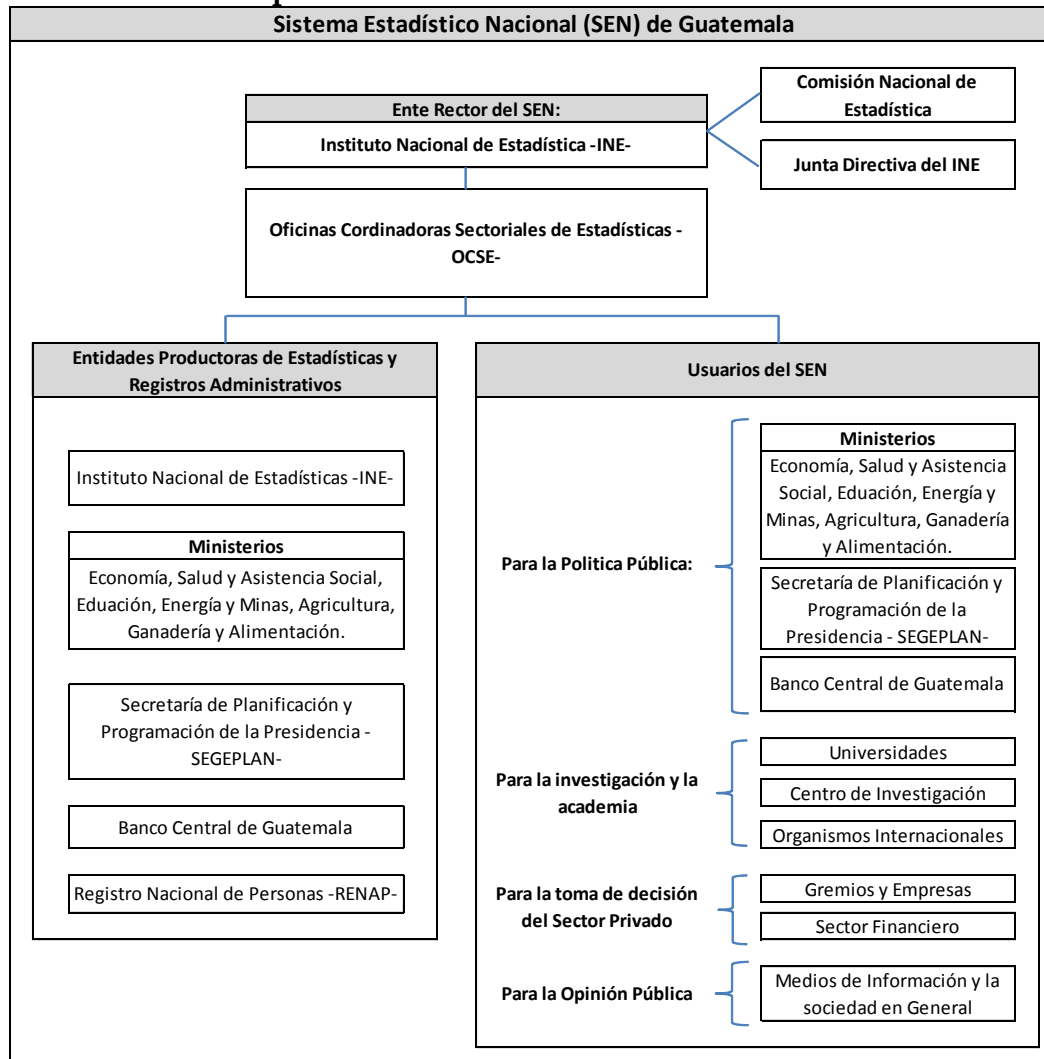 Sistema Estadístico Nacional (SEN) de Guatemala
Comisión Nacional de
Estadística
Ente Rector del SEN:
Instituto Nacional de Estadística -INE-
Junta Directiva del INE
Oficinas Cordinadoras Sectoriales de Estadísticas -
OCSE-
Entidades Productoras de Estadísticas y
Registros Administrativos
Instituto Nacional de Estadísticas -INE-
Ministerios
Economía, Salud y Asistencia Social,
Eduación, Energía y Minas, Agricultura,
Ganadería y Alimentación.
Secretaría de Planificación y
Programación de la Presidencia -
SEGEPLAN-
Banco Central de Guatemala
Registro Nacional de Personas -RENAP-
Usuarios del SEN
Para la Politica Pública:
Ministerios
Economía, Salud y Asistencia
Social, Eduación, Energía y
Minas, Agricultura, Ganadería
y Alimentación.
Secretaría de Planificación y
Programación de la
Presidencia - SEGEPLAN-
Banco Central de Guatemala
Para la investigación y la
academia
Universidades
Centro de Investigación
Organismos Internacionales
Para la toma de decisión
del Sector Privado
Gremios y Empresas
Sector Financiero
Para la Opinión Pública
Medios de Información y la
sociedad en General